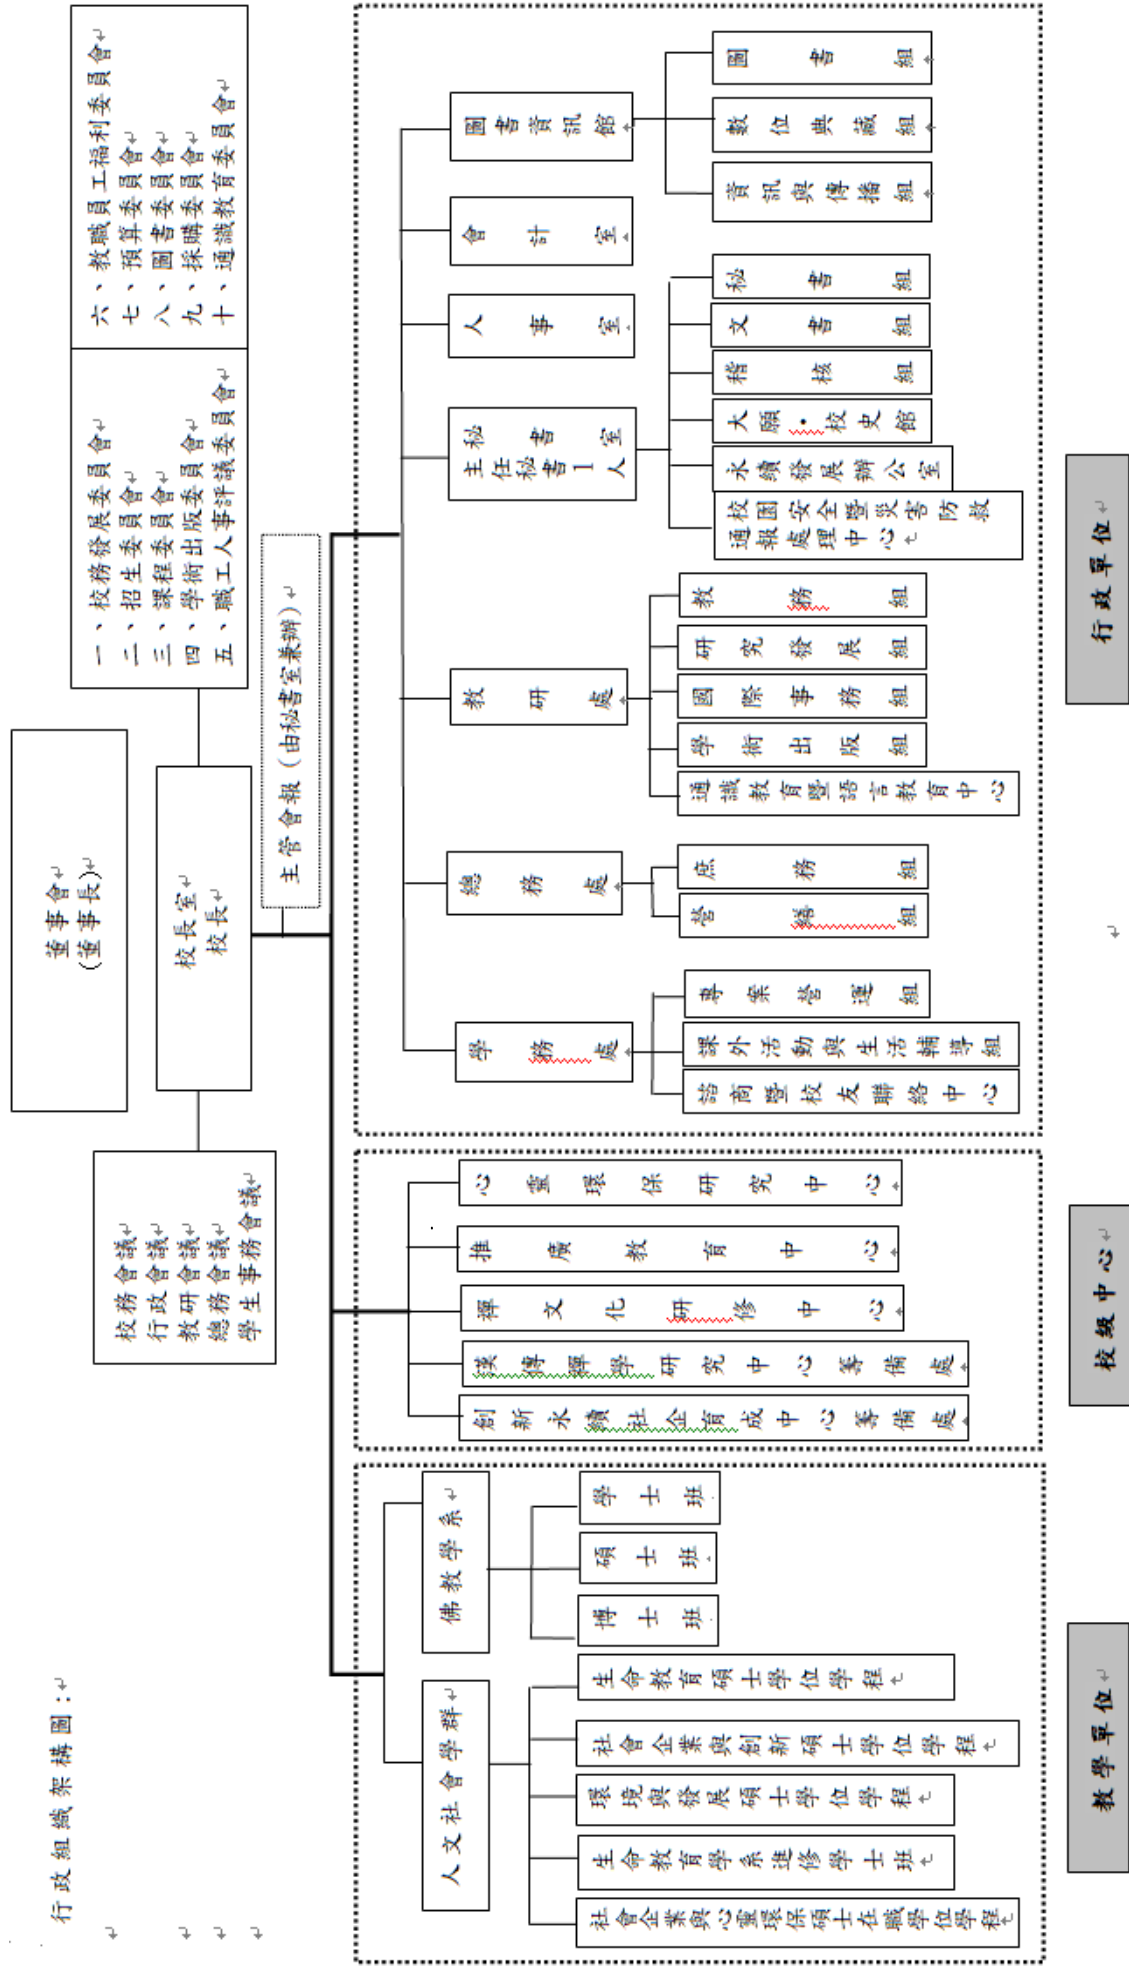 行政組織架構圖：
董事會
(董事長)
校長室
校長
校務會議
行政會議
教研會議
總務會議
學生事務會議
一、校務發展委員會
二、招生委員會
三、課程委員會
四、學術出版委員會
五、職工人事評議委員會
六、教職員工福利委員會
七、預算委員會
八、圖書委員會
九、採購委員會
十、通識教育委員會
主管會報（由秘書室兼辦）
人文社會學群
佛教學系
社會企業與心靈環保碩士在職學位學程
生命教育學系進修學士班
環境與發展碩士學位學程
社會企業與創新碩士學位學程
生命教育碩士學位學程
博士班
碩士班
學士班
創新永續社企育成中心籌備處
漢傳禪學研究中心籌備處
禪文化研修中心
推廣教育中心
心靈環保研究中心
學務處
諮商暨校友聯絡中心
課外活動與生活輔導組
專案營運組
總務處
營繕組
庶務組
教研處
通識教育暨語言教育中心
學術出版組
國際事務組
研究發展組
教務組
秘書室
主任秘書1人
校園安全暨災害防救
通報處理中心
永續發展辦公室
大願・校史館
稽核組
文書組
秘書組
人事室
會計室
圖書資訊館
資訊與傳播組
數位典藏組
圖書組
教學單位
校級中心
行政單位